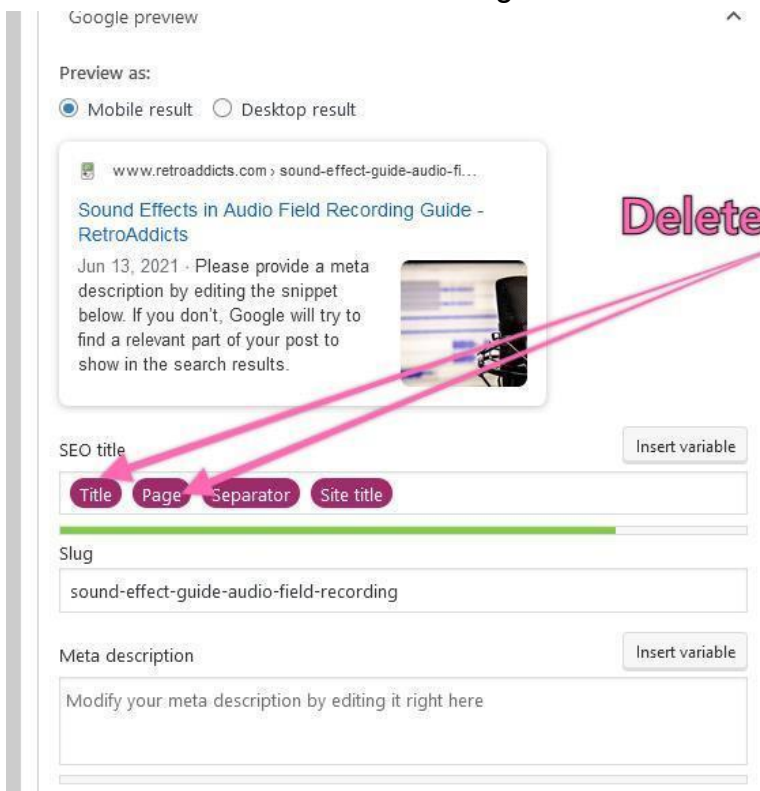 Google preview
Preview as:
Mobile result Desktop result
www.retroaddicts.com › sound-effect-guide-audio-fi...
Sound Effects in Audio Field Recording Guide -
RetroAddicts
Delete
Jun 13, 2021 · Please provide a meta
description by editing the snippet
below. If you don't, Google will try to
find a relevant part of your post to
show in the search results.
SEO title
Insert variable
Title Page Separator Site title
Slug
sound-effect-guide-audio-field-recording
Meta description
Insert variable
Modify your meta description by editing it right here